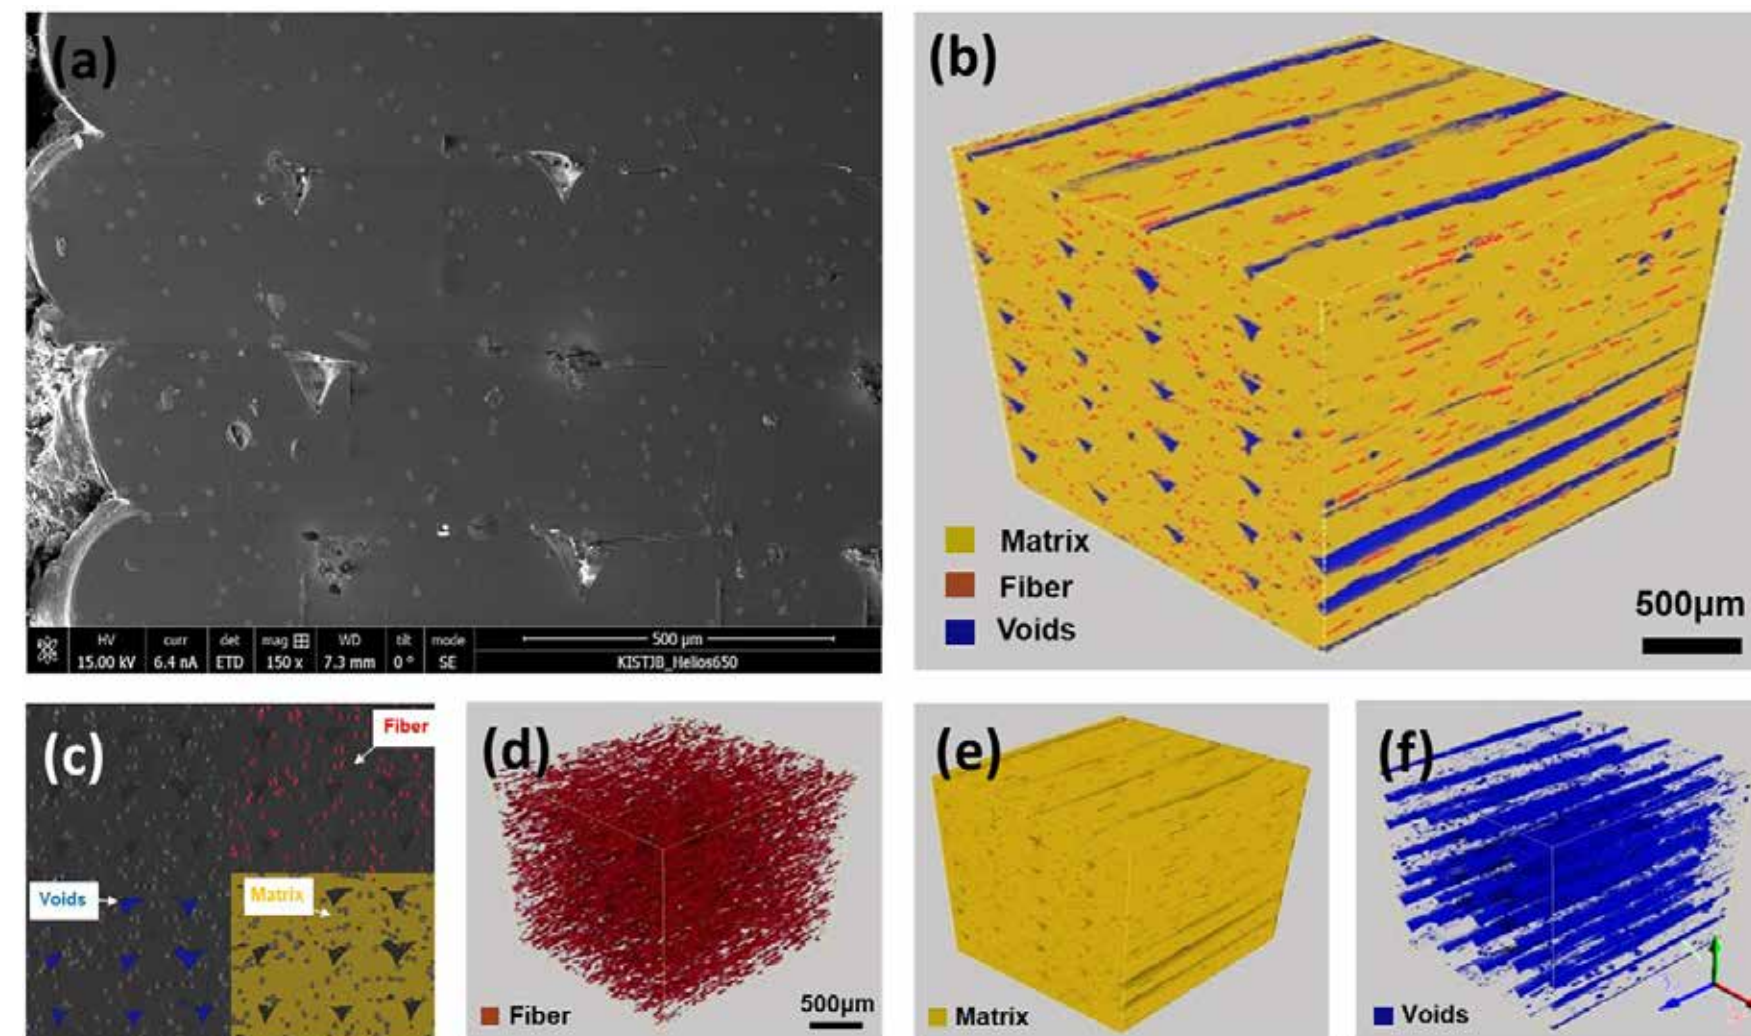 (a)
HV curr det mag WD tilt mode 500 µm
15.00 kV 6.4 nA ETD 150 x 7.3 mm 0 ° SE KISTJB_Helios650
(b)
Matrix
Fiber
Voids
500µm
(c)
Fiber
Voids
Matrix
(d)
Fiber
500µm
(e)
Matrix
(f)
Voids